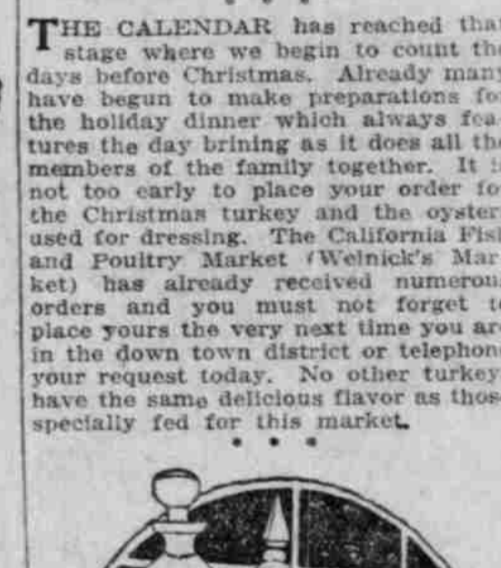 THE CALENDAR has reached tha
stage where we begin to count th
days before Christmas. Already man
have begun to make preparations fo
the holiday dinner which always fea-
tures the day brining as it does all the
members of the family together. It i
not too early to place your order fo
the Christmas turkey and the oyster
used for dressing. The California Fish
and Poultry Market (Welnick's Mar-
ket) has already received numerou
orders and you must not forget t
place yours the very next time you are
in the down town district or telephone
your request today. No other turkey
have the same delicious flavor as thos
specially fed for this market.